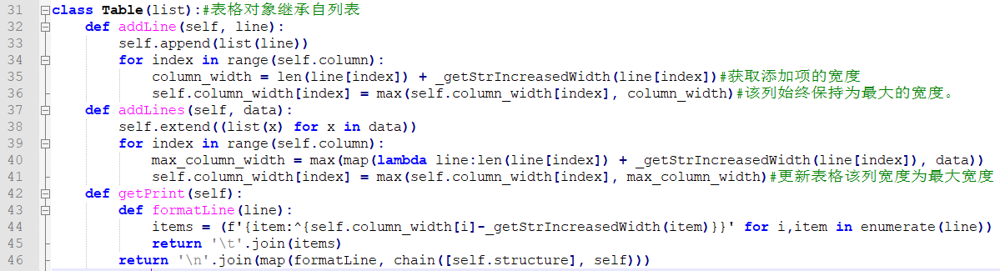 31 class Table(list):#表格对象继承自列表
32     def addLine(self, line):
33         self.append(list(line))
34         for index in range(self.column):
35             column_width = len(line[index]) + _getStrIncreasedWidth(line[index])#获取添加项的宽度
36             self.column_width[index] = max(self.column_width[index], column_width)#该列始终保持为最大的宽度。
37     def addLines(self, data):
38         self.extend((list(x) for x in data))
39         for index in range(self.column):
40             max_column_width = max(map(lambda line:len(line[index]) + _getStrIncreasedWidth(line[index]), data))
41             self.column_width[index] = max(self.column_width[index], max_column_width)#更新表格该列宽度为最大宽度
42     def getPrint(self):
43         def formatLine(line):
44             items = (f'{item:^{self.column_width[i]-_getStrIncreasedWidth(item)}}' for i,item in enumerate(line))
45             return '\t'.join(items)
46         return '\n'.join(map(formatLine, chain([self.structure], self)))